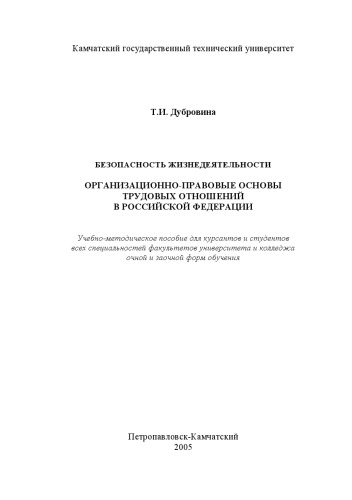 Камчатский государственный технический университет
Т.И. Дубровина
БЕЗОПАСНОСТЬ ЖИЗНЕДЕЯТЕЛЬНОСТИ
ОРГАНИЗАЦИОННО-ПРАВОВЫЕ ОСНОВЫ
ТРУДОВЫХ ОТНОШЕНИЙ
В РОССИЙСКОЙ ФЕДЕРАЦИИ
Учебно-методическое пособие для курсантов и студентов
всех специальностей факультетов университета и колледжа
очной и заочной форм обучения
Петропавловск-Камчатский
2005